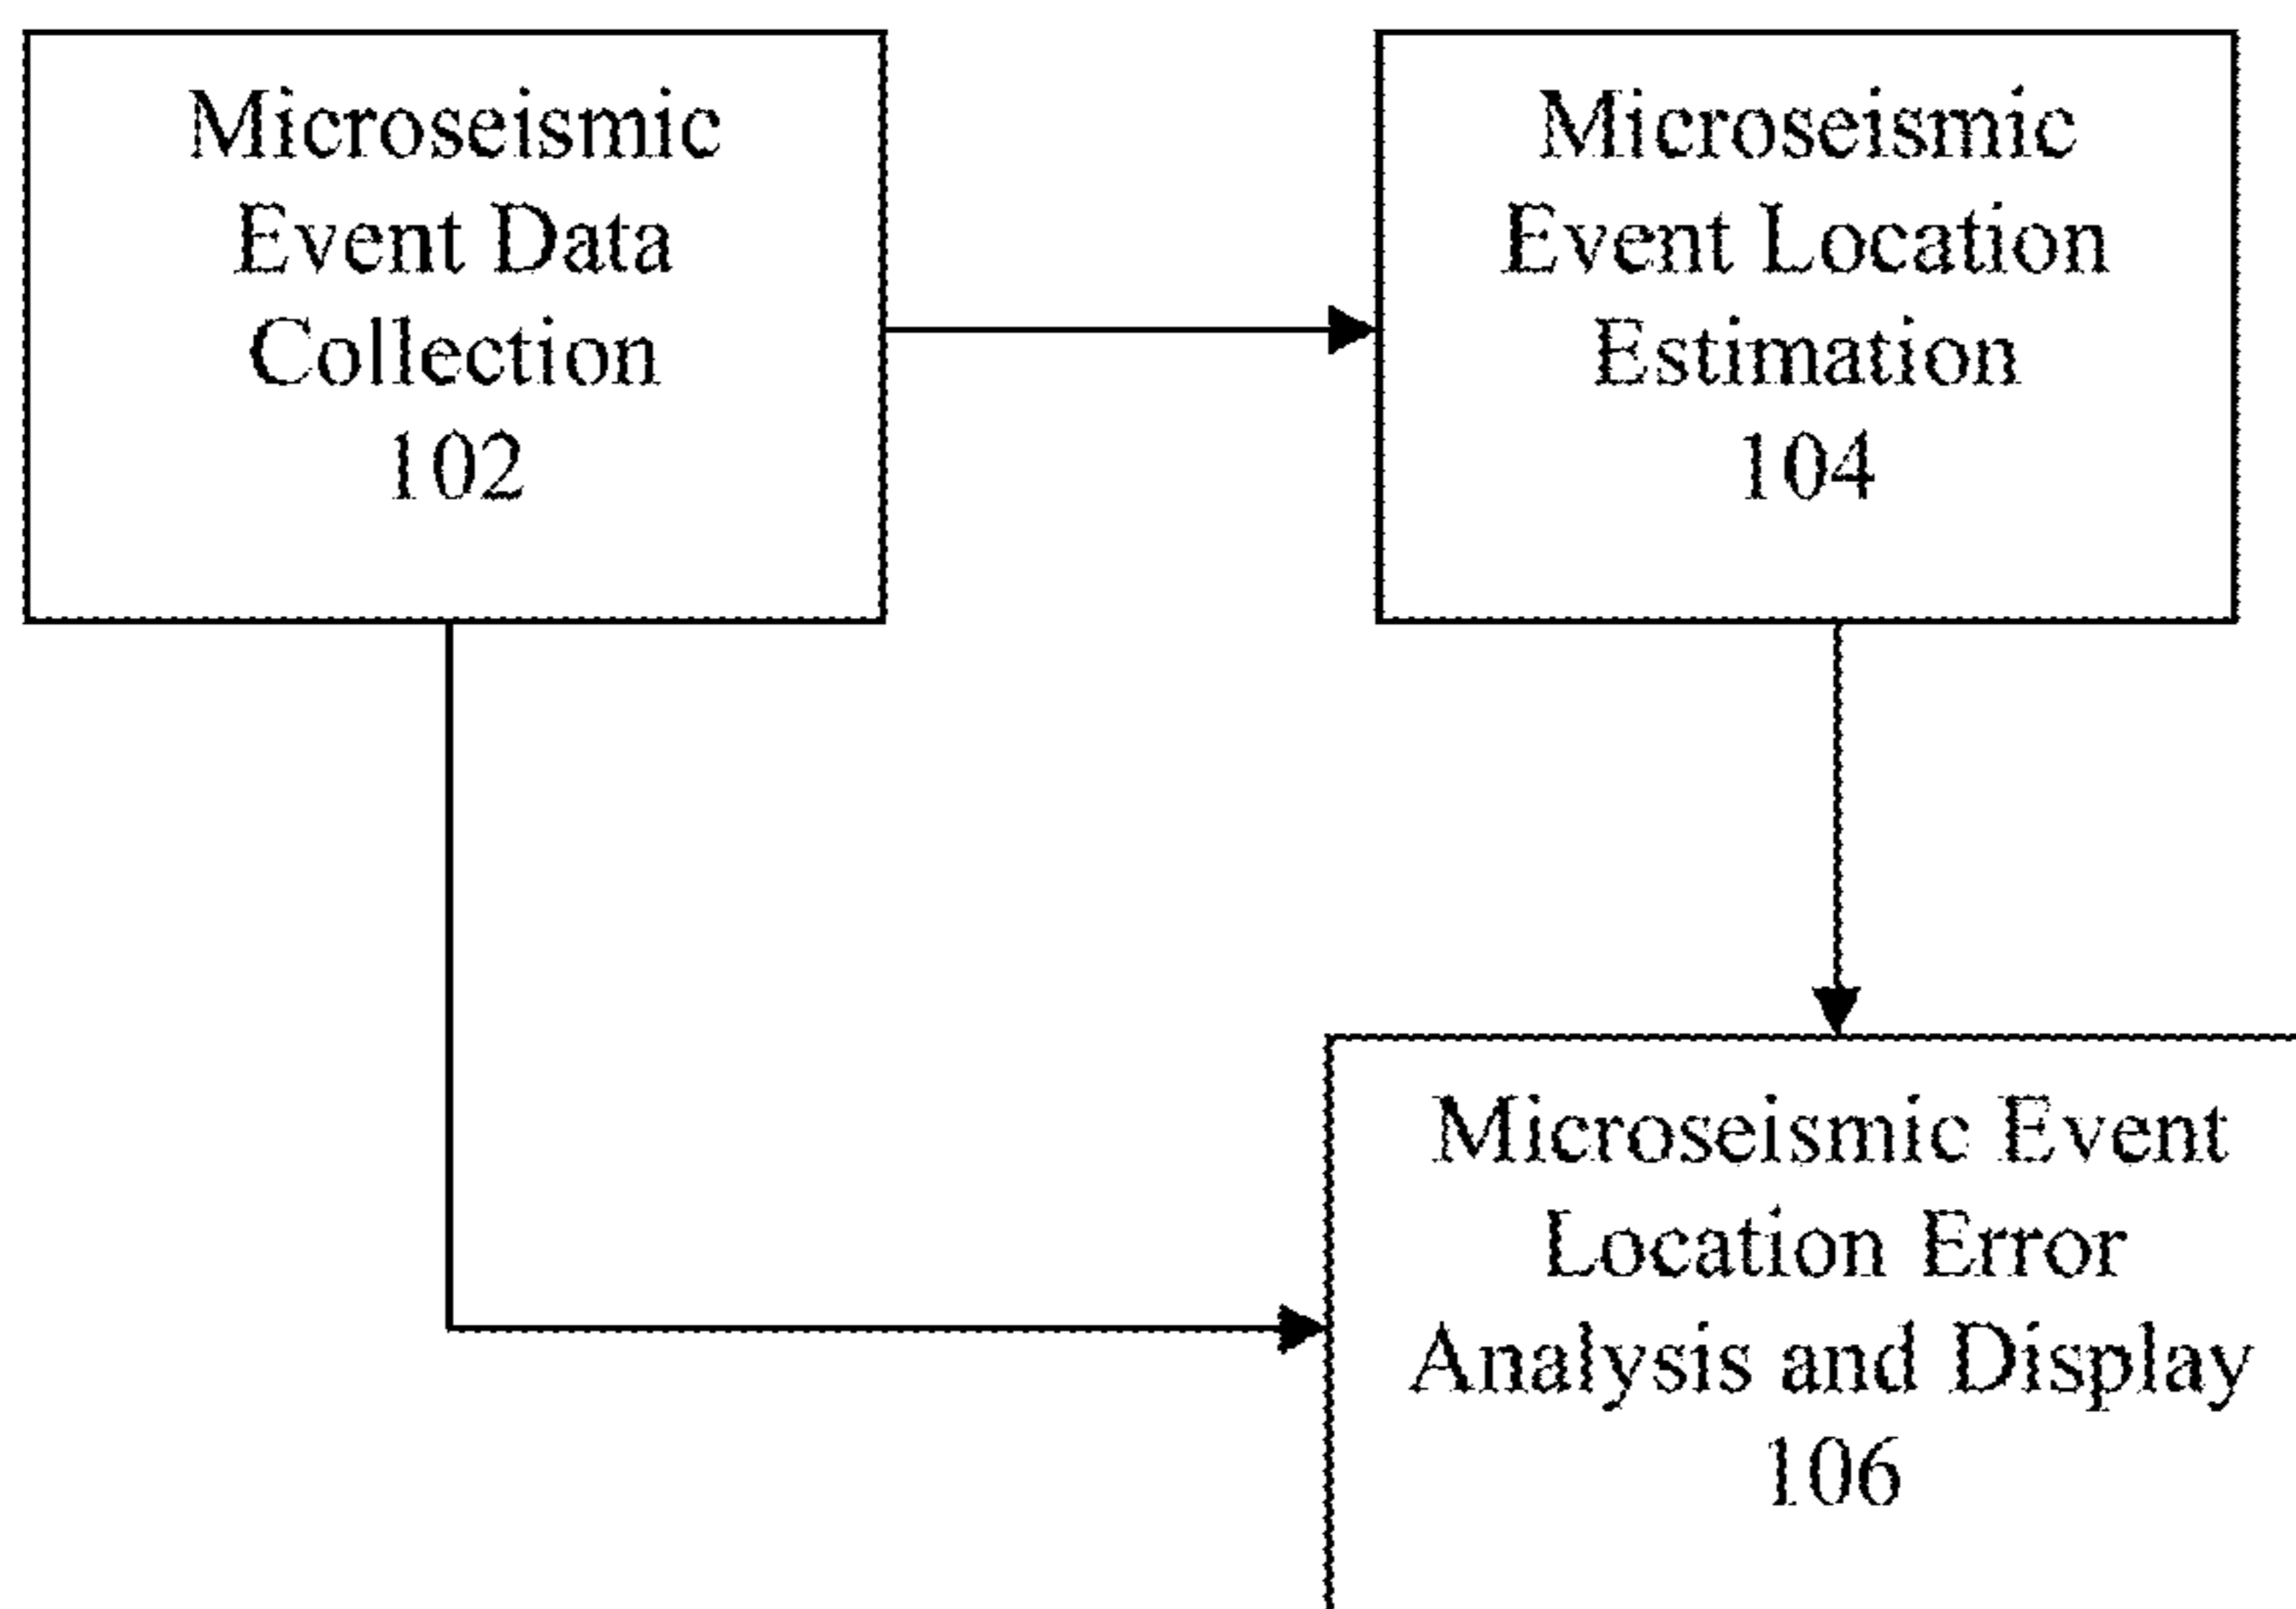 Microseismic
Event Data
Collection
102
Microseismic
Event Location
Estimation
104
Microseismic Event
Location Error
Analysis and Display
106